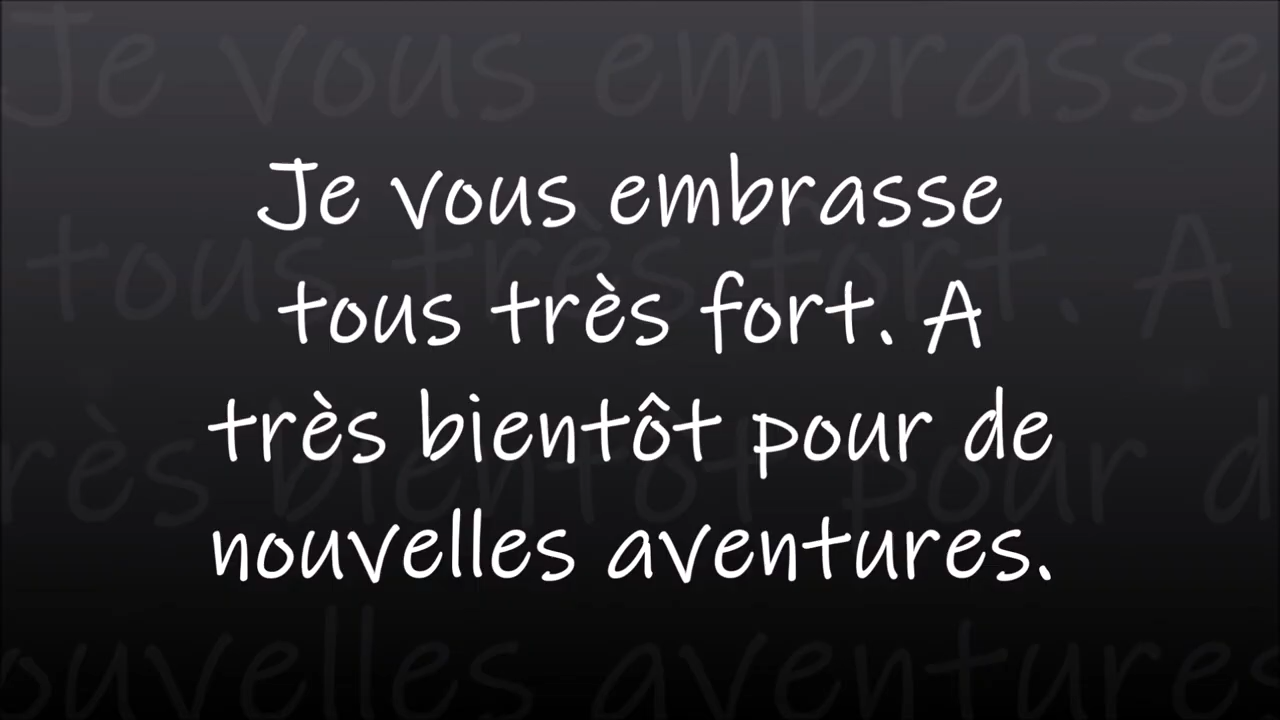 Je vous embrasse
tous très fort. A
très bientôt pour de
nouvelles aventures.